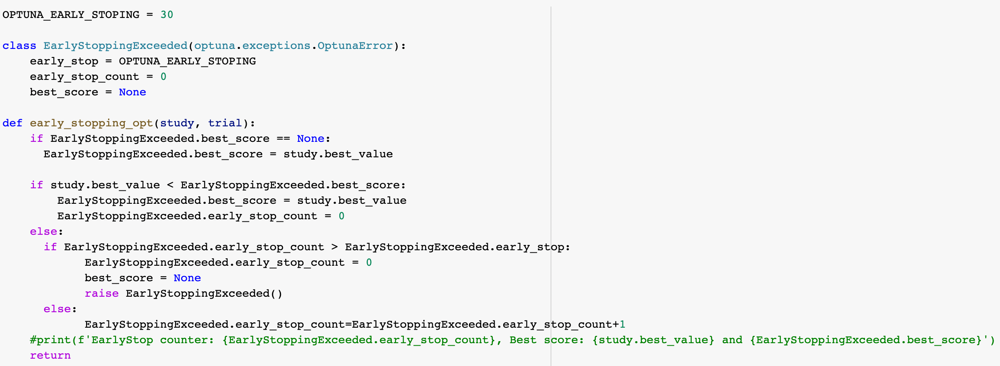 OPTUNA_EARLY_STOPING = 30
class EarlyStoppingExceeded(optuna.exceptions.OptunaError):
    early_stop = OPTUNA_EARLY_STOPING
    early_stop_count = 0
    best_score = None
def early_stopping_opt(study, trial):
    if EarlyStoppingExceeded.best_score == None:
      EarlyStoppingExceeded.best_score = study.best_value
    if study.best_value < EarlyStoppingExceeded.best_score:
        EarlyStoppingExceeded.best_score = study.best_value
        EarlyStoppingExceeded.early_stop_count = 0
    else:
      if EarlyStoppingExceeded.early_stop_count > EarlyStoppingExceeded.early_stop:
            EarlyStoppingExceeded.early_stop_count = 0
            best_score = None
            raise EarlyStoppingExceeded()
      else:
            EarlyStoppingExceeded.early_stop_count=EarlyStoppingExceeded.early_stop_count+1
    #print(f'EarlyStop counter: {EarlyStoppingExceeded.early_stop_count}, Best score: {study.best_value} and {EarlyStoppingExceeded.best_score}')
    return